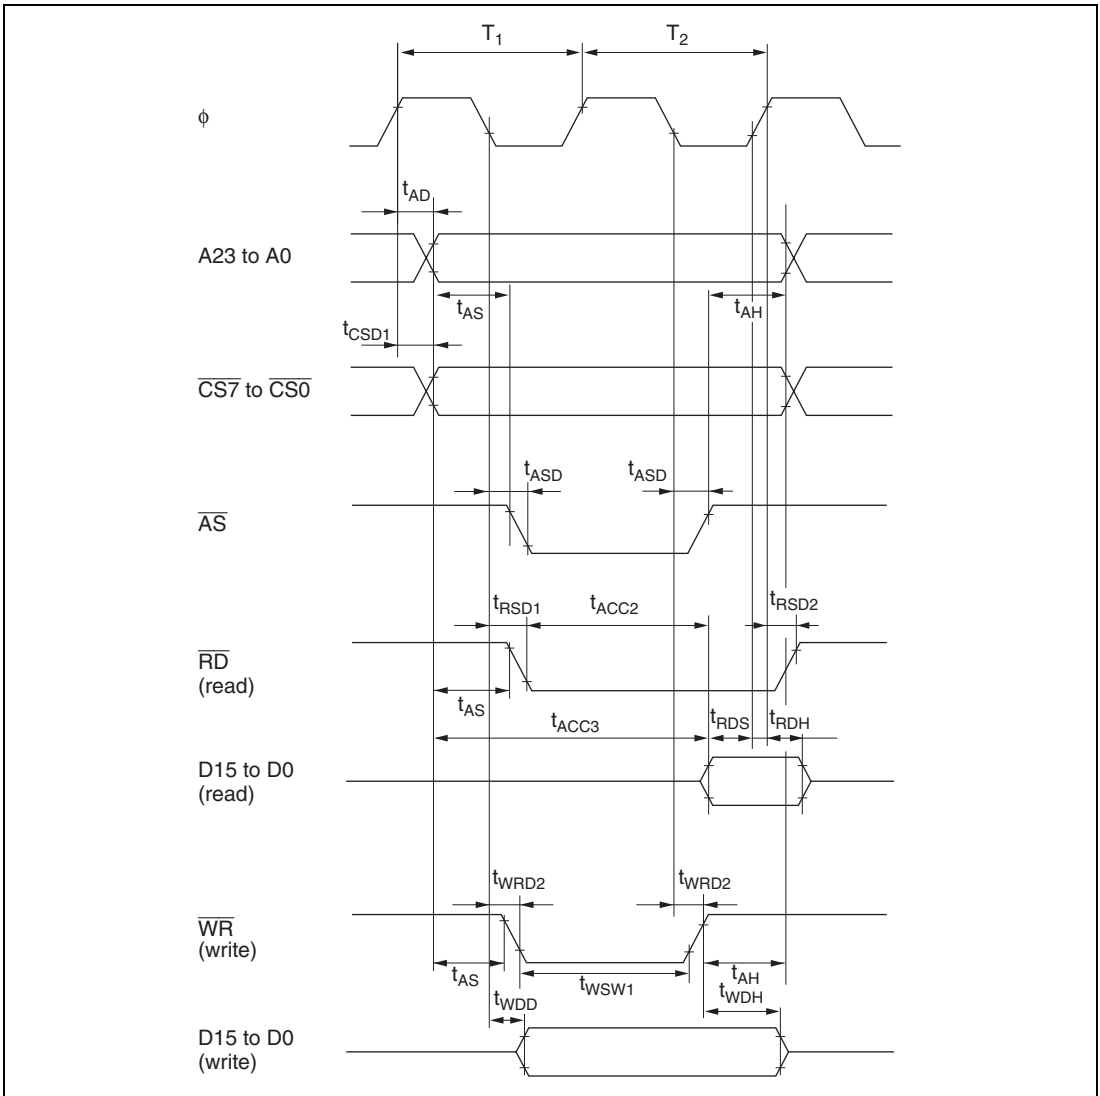 T1 T2
φ
tAD
A23 to A0
tAS tAH
tCSD1
CS7 to CS0
tASD tASD
AS
tRSD1 tACC2 tRSD2
RD
(read)
tAS
tACC3 tRDS tRDH
D15 to D0
(read)
tWRD2 tWRD2
WR
(write)
tAS tWSW1 tAH
tWDD tWDH
D15 to D0
(write)